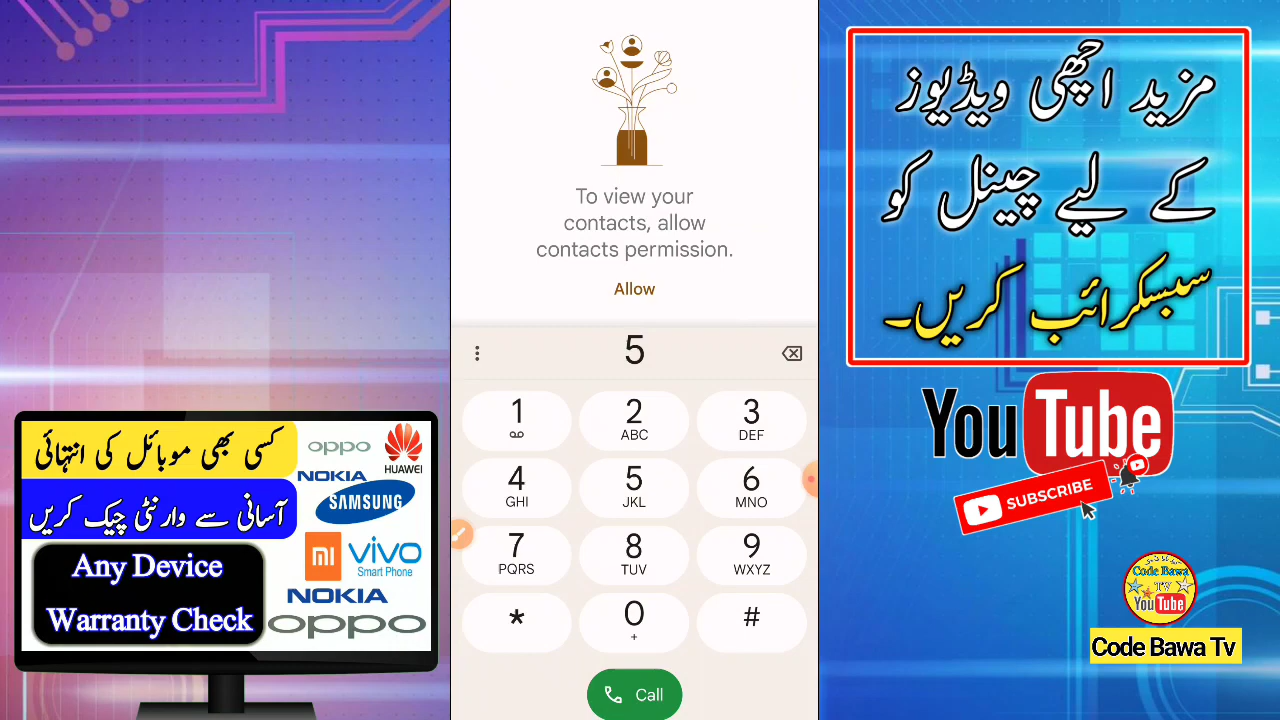 کسی بھی موبائل کی انتہائی
آسانی سے وارنٹی چیک کریں
Any Device
Warranty Check
oppo
HUAWEI
NOKIA
SAMSUNG
mi
vivo
Smart Phone
NOKIA
oppo
To view your
contacts, allow
contacts permission.
Allow
5
1
2
ABC
3
DEF
4
GHI
5
JKL
6
MNO
7
PQRS
8
TUV
9
WXYZ
*
0
+
#
Call
مزید اچھی ویڈیوز
کے لیے چینل کو
سبسکرائب کریں۔
YouTube
SUBSCRIBE
Code Bawa
TV
YouTube
Code Bawa Tv